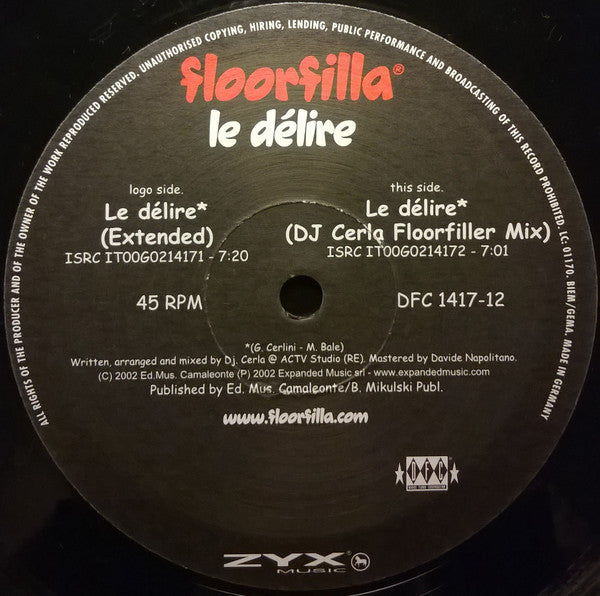 ALL RIGHTS OF THE PRODUCER AND OF THE OWNER OF THE WORK REPRODUCED RESERVED. UNAUTHORISED COPYING, HIRING, LENDING, PUBLIC PERFORMANCE AND BROADCASTING OF THIS RECORD PROHIBITED. LC: 01170. BIEM/GEMA. MADE IN GERMANY
floorfilla®
le délire
logo side.
Le délire*
(Extended)
ISRC IT00G0214171 - 7:20
this side.
Le délire*
(DJ Cerla Floorfiller Mix)
ISRC IT00G0214172 - 7:01
45 RPM
DFC 1417-12
*(G. Cerlini - M. Bale)
Written, arranged and mixed by Dj. Cerla @ ACTV Studio (RE). Mastered by Davide Napolitano.
(C) 2002 Ed.Mus. Camaleonte (P) 2002 Expanded Music srl - www.expandedmusic.com
Published by Ed. Mus. Camaleonte/B. Mikulski Publ.
www.floorfilla.com
DFC
ZYX®
MUSIC